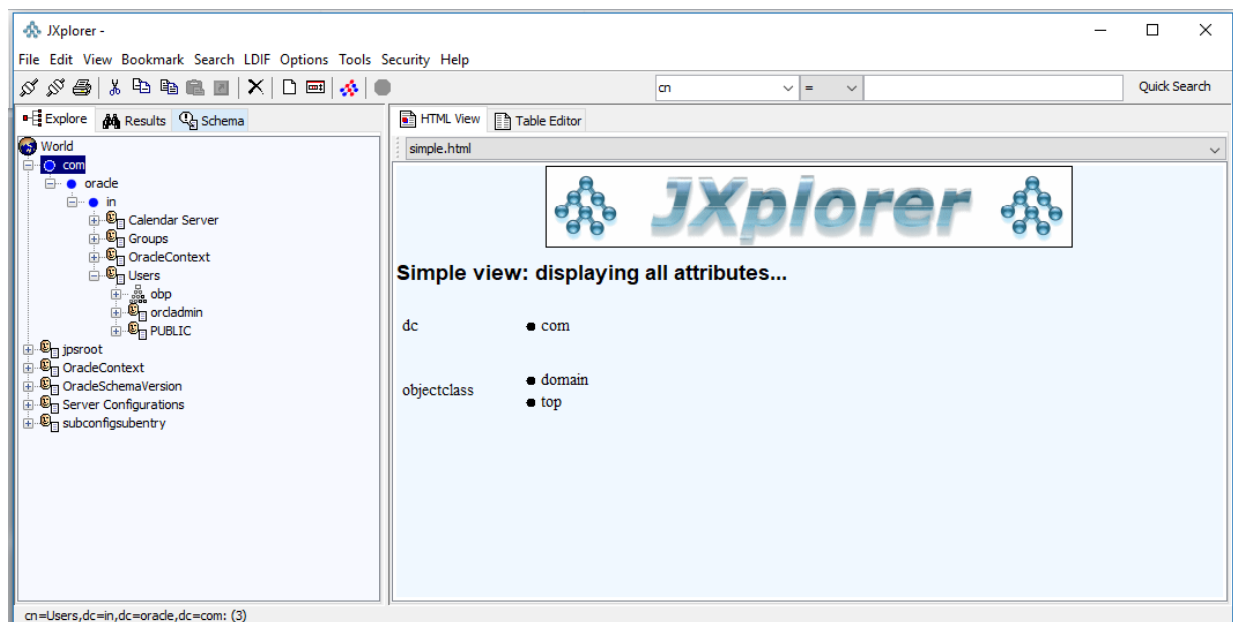 JXplorer -
File Edit View Bookmark Search LDIF Options Tools Security Help
cn = Quick Search
Explore Results Schema
HTML View Table Editor
simple.html
World
com
oracle
in
Calendar Server
Groups
OracleContext
Users
obp
orcladmin
PUBLIC
jpsroot
OracleContext
OracleSchemaVersion
Server Configurations
subconfigsubentry
JXplorer
Simple view: displaying all attributes...
dc com
objectclass domain
top
cn=Users,dc=in,dc=oracle,dc=com: (3)